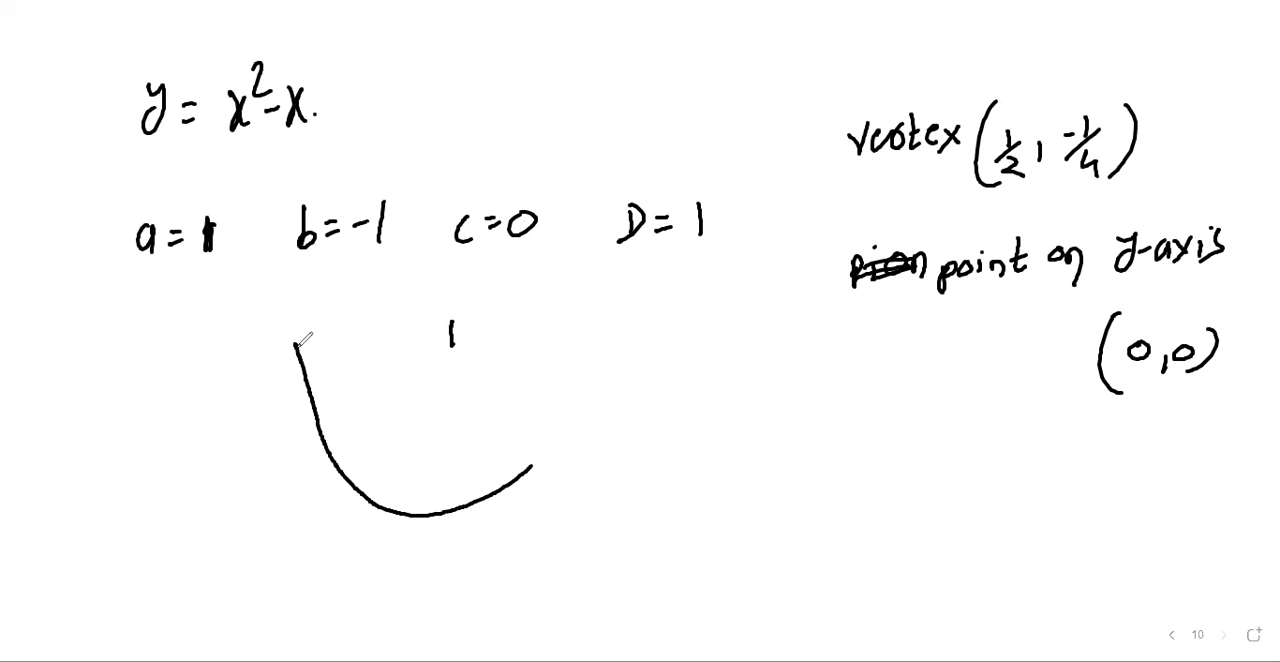 y = x² - x.
vertex (1/2, -1/4)
a = 1 b = -1 c = 0 D = 1
point on y-axis
(0,0)
1
< 10 >